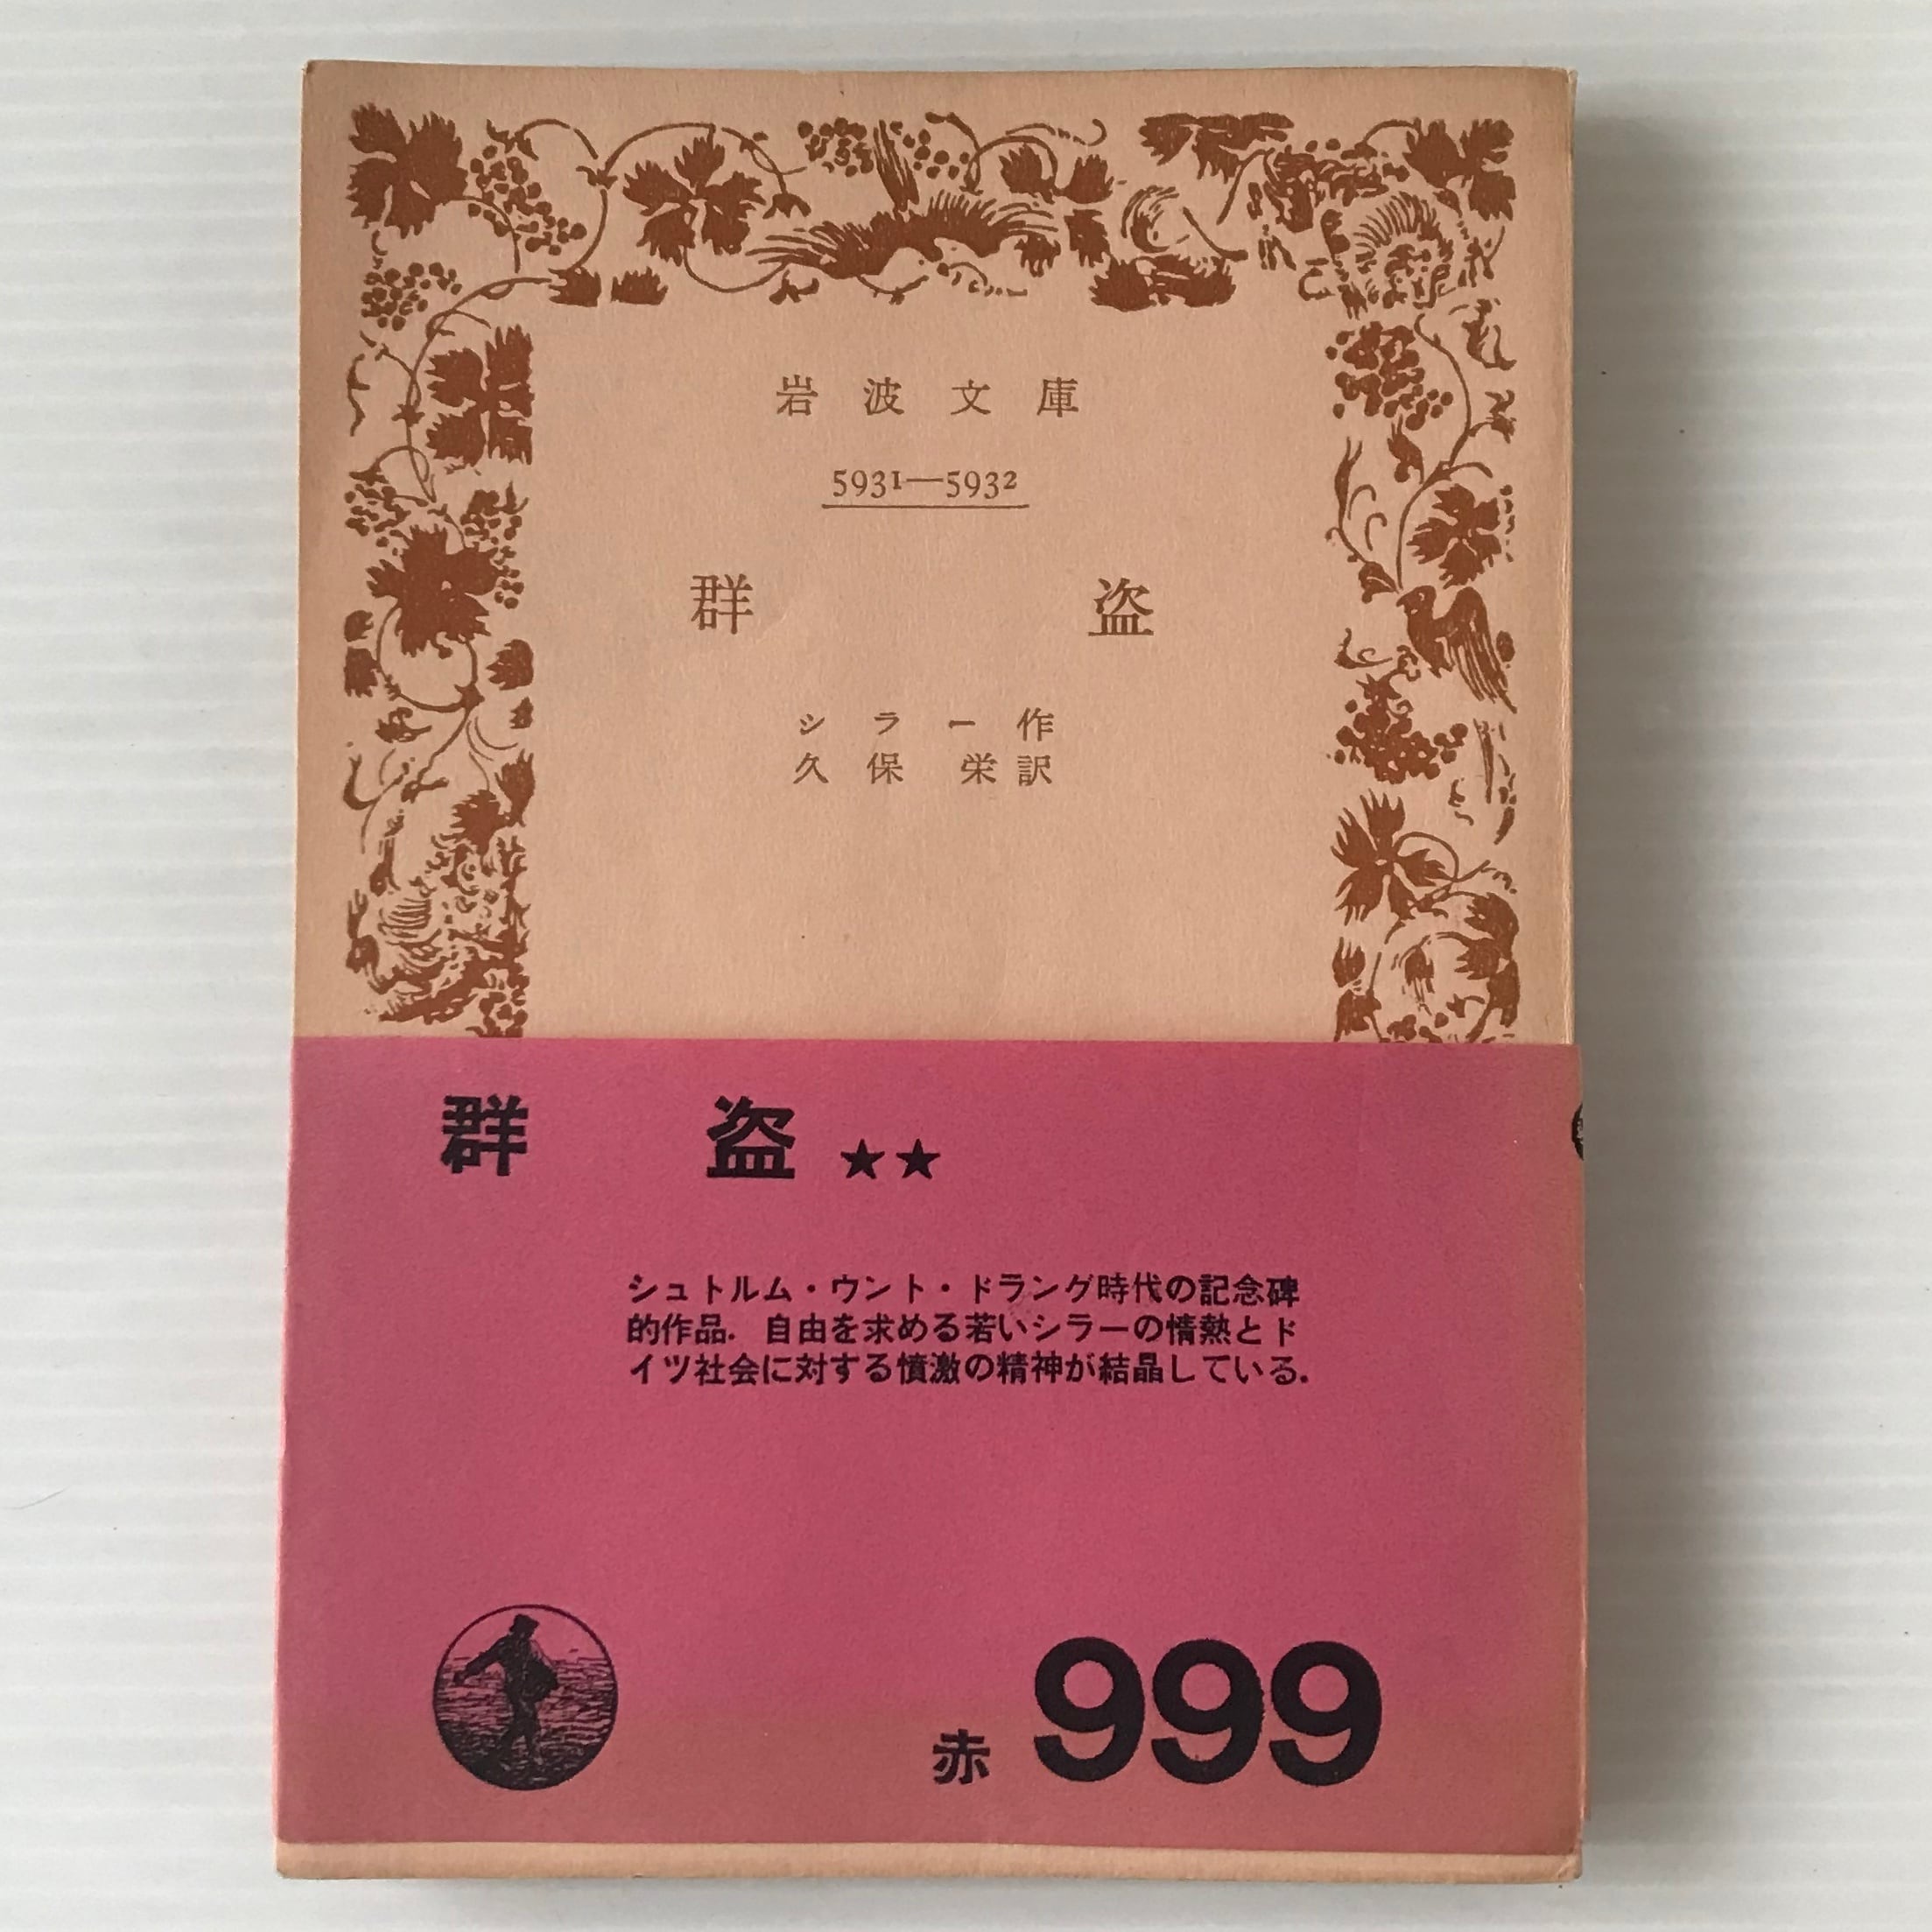 岩波文庫
5931—5932
群盗
シラー作
久保栄訳
群盗★★
シュトルム・ウント・ドラング時代の記念碑
的作品．自由を求める若いシラーの情熱とド
イツ社会に対する憤激の精神が結晶している．
赤 999